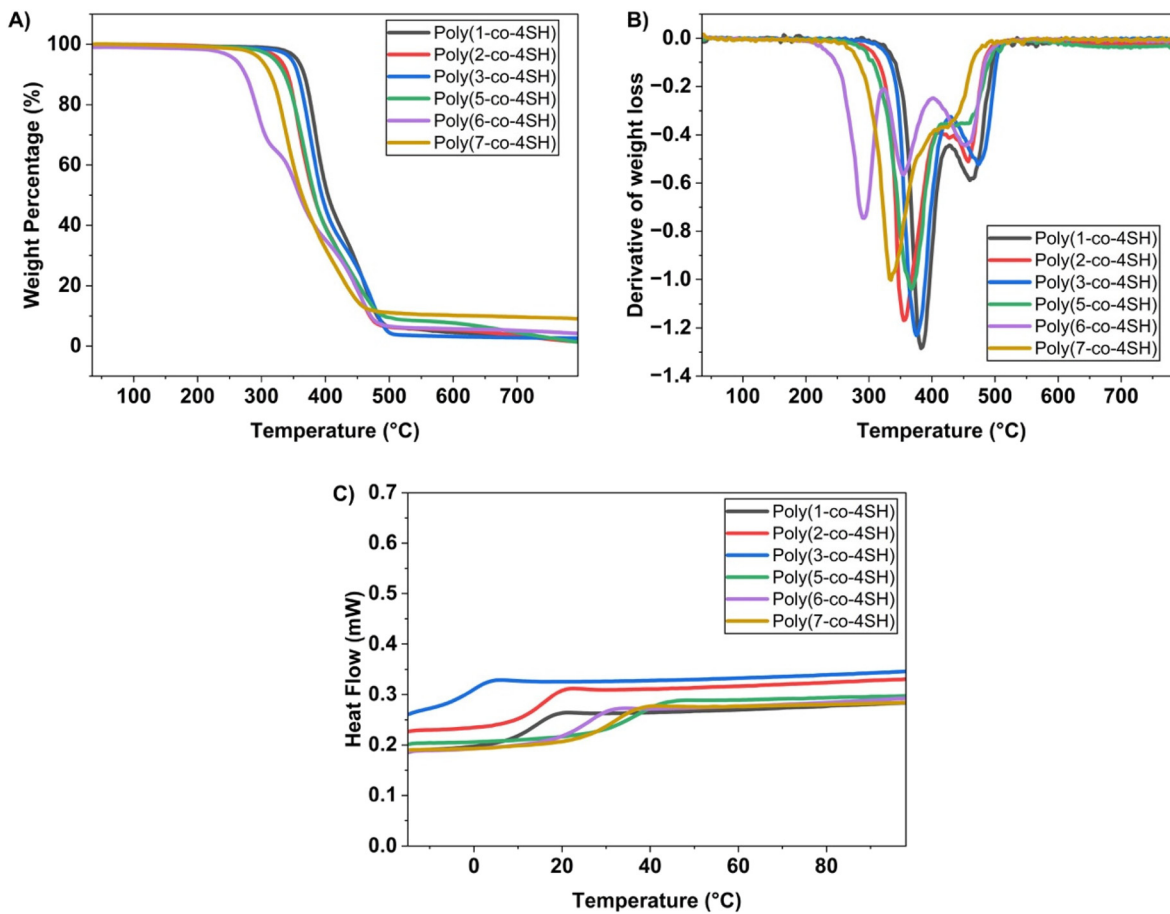 A)
Weight Percentage (%)
100
80
60
40
20
0
100 200 300 400 500 600 700
Temperature (°C)
Poly(1-co-4SH)
Poly(2-co-4SH)
Poly(3-co-4SH)
Poly(5-co-4SH)
Poly(6-co-4SH)
Poly(7-co-4SH)
B)
Derivative of weight loss
0.0
−0.2
−0.4
−0.6
−0.8
−1.0
−1.2
−1.4
100 200 300 400 500 600 700
Temperature (°C)
Poly(1-co-4SH)
Poly(2-co-4SH)
Poly(3-co-4SH)
Poly(5-co-4SH)
Poly(6-co-4SH)
Poly(7-co-4SH)
C)
Heat Flow (mW)
0.7
0.6
0.5
0.4
0.3
0.2
0.1
0.0
0 20 40 60 80
Temperature (°C)
Poly(1-co-4SH)
Poly(2-co-4SH)
Poly(3-co-4SH)
Poly(5-co-4SH)
Poly(6-co-4SH)
Poly(7-co-4SH)